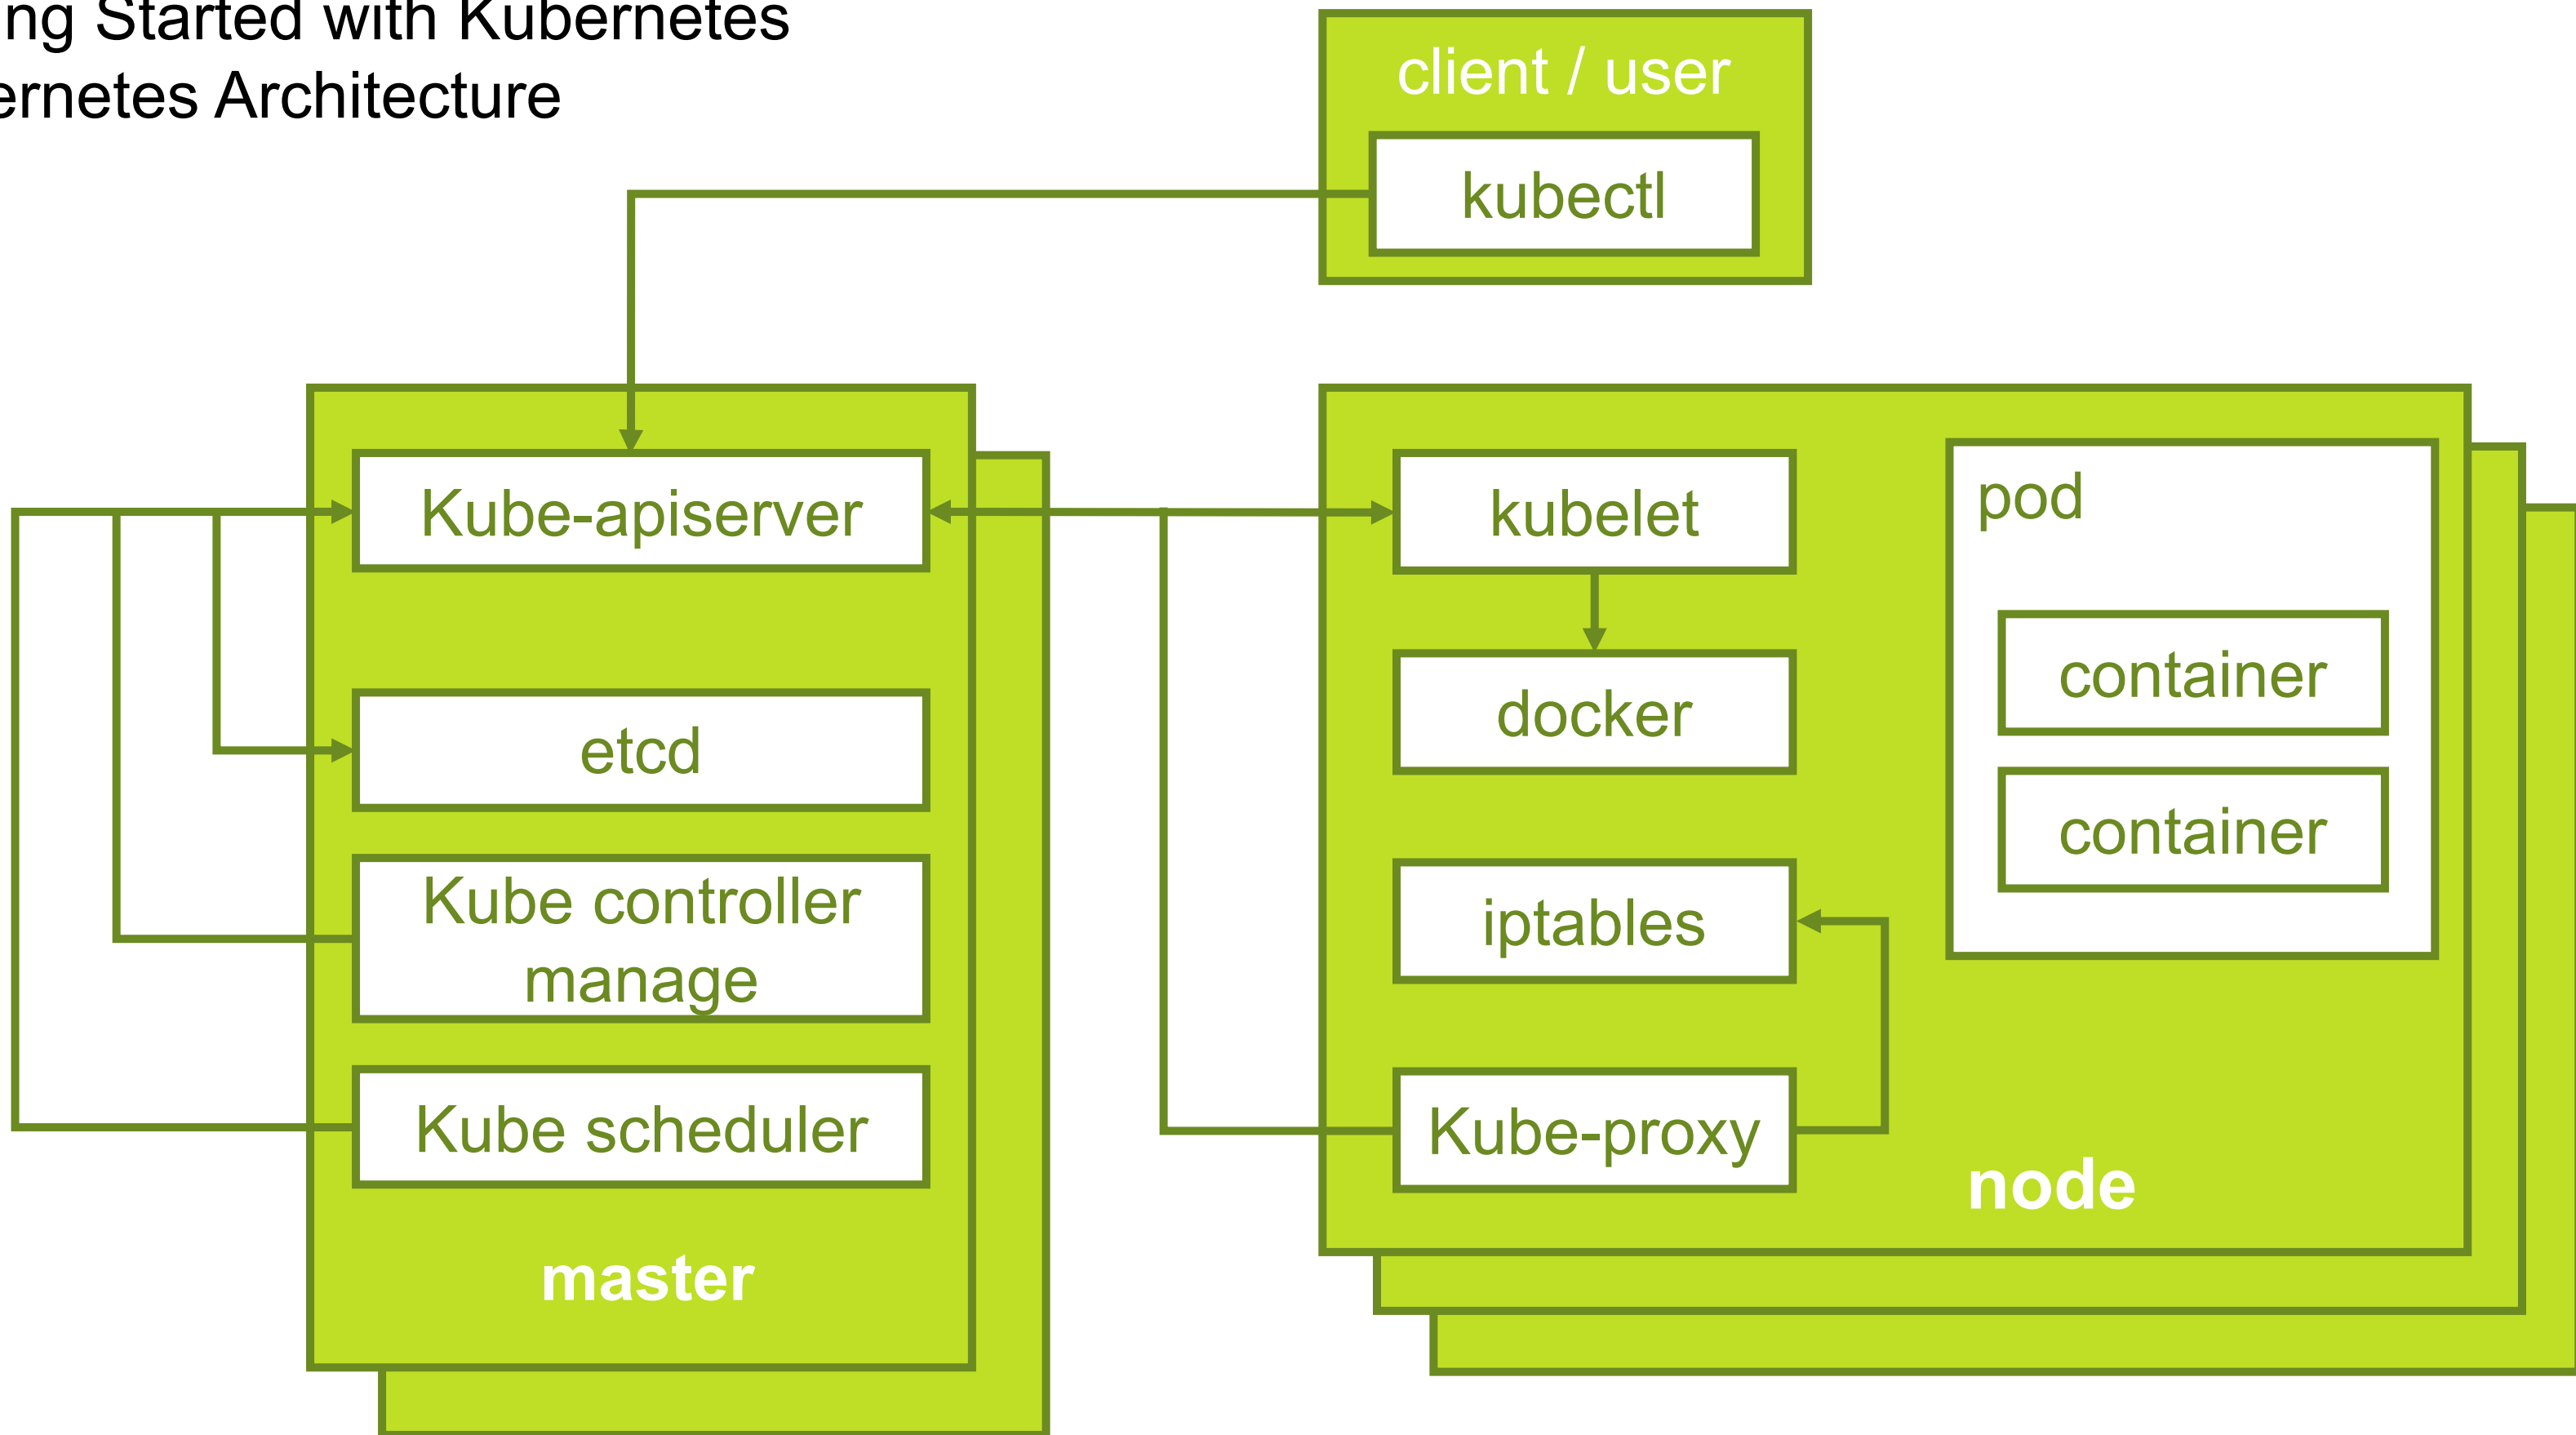 ng Started with Kubernetes
ernetes Architecture
client / user
kubectl
Kube-apiserver
etcd
Kube controller
manage
Kube scheduler
master
kubelet
docker
iptables
Kube-proxy
pod
container
container
node